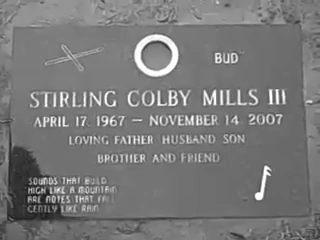 BUD
STIRLING COLBY MILLS III
APRIL 17, 1967 — NOVEMBER 14, 2007
LOVING FATHER HUSBAND SON
BROTHER AND FRIEND
SOUNDS THAT BUILD
HIGH LIKE A MOUNTAIN
ARE NOTES THAT FALL
GENTLY LIKE RAIN